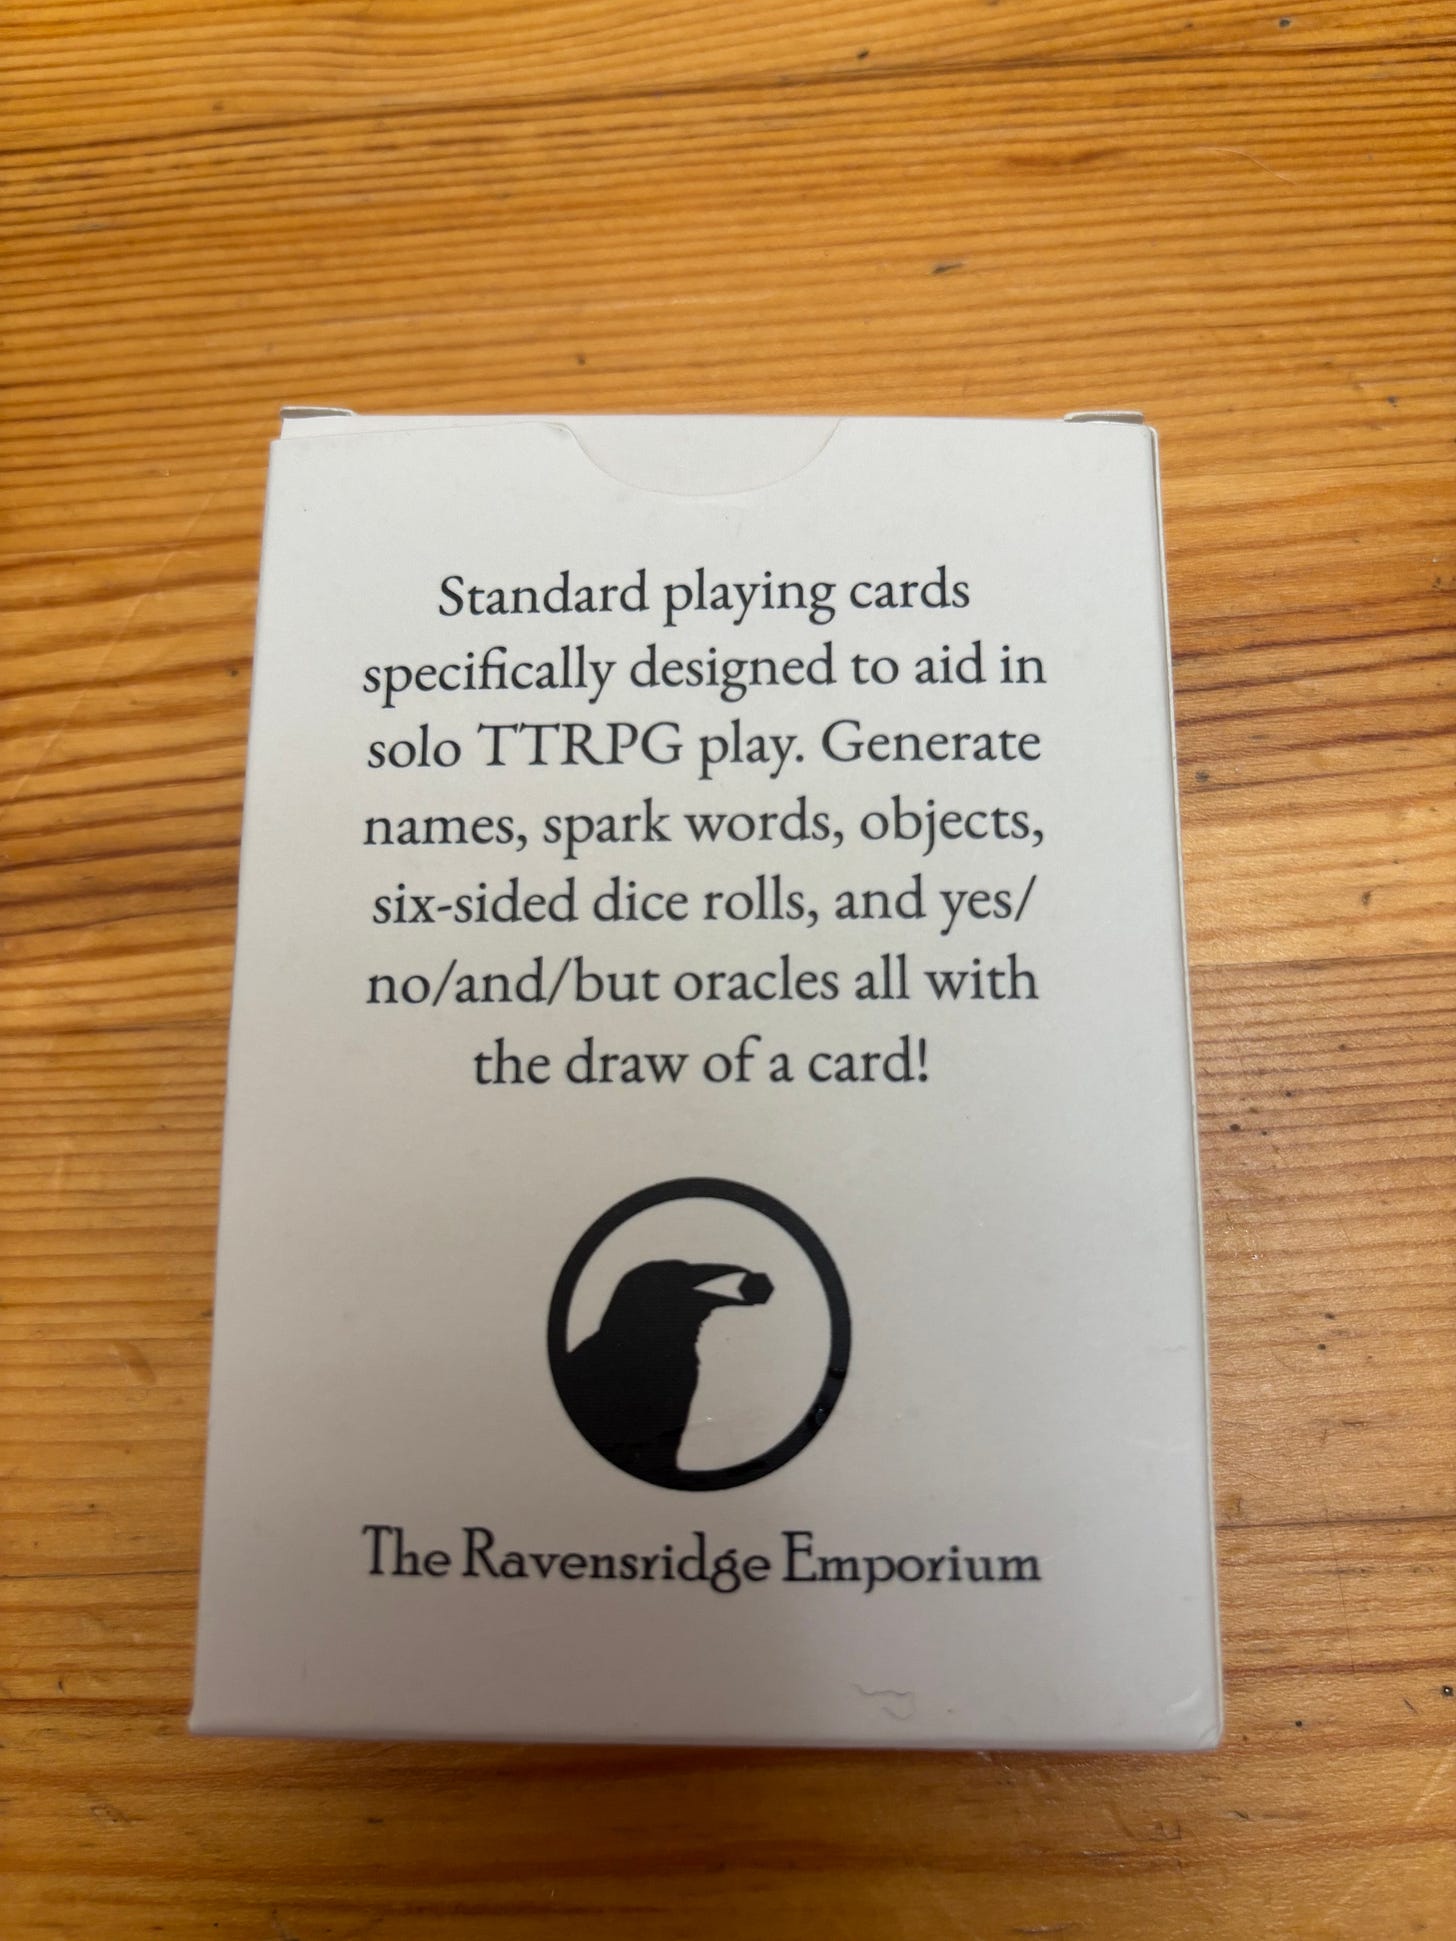 Standard playing cards
specifically designed to aid in
solo TTRPG play. Generate
names, spark words, objects,
six-sided dice rolls, and yes/
no/and/but oracles all with
the draw of a card!
The Ravensridge Emporium